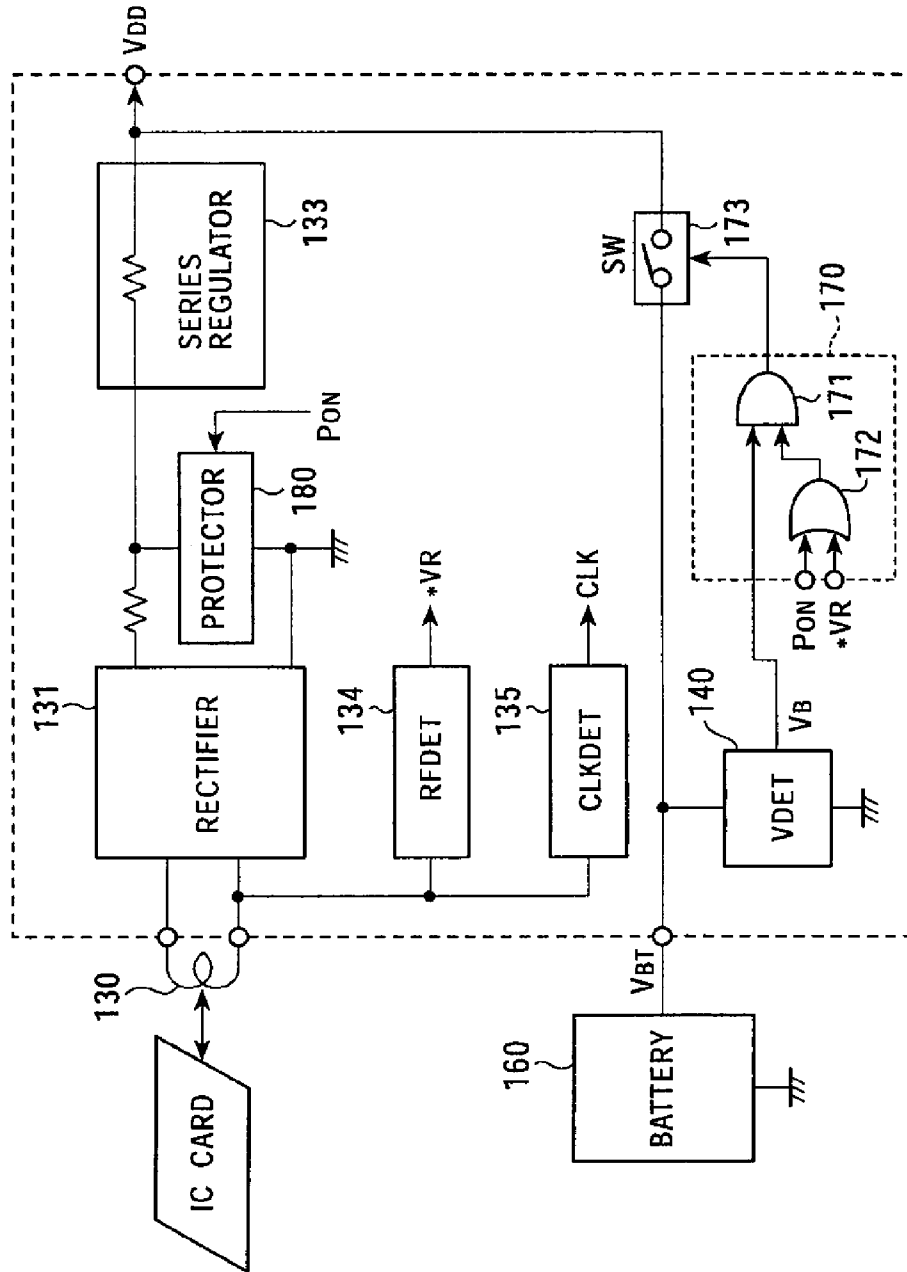 IC CARD
130
131
RECTIFIER
PROTECTOR
180
PON
SERIES
REGULATOR
133
VDD
134
RFDET
*VR
135
CLKDET
CLK
160
BATTERY
VBT
140
VDET
VB
SW
173
170
171
172
PON
*VR